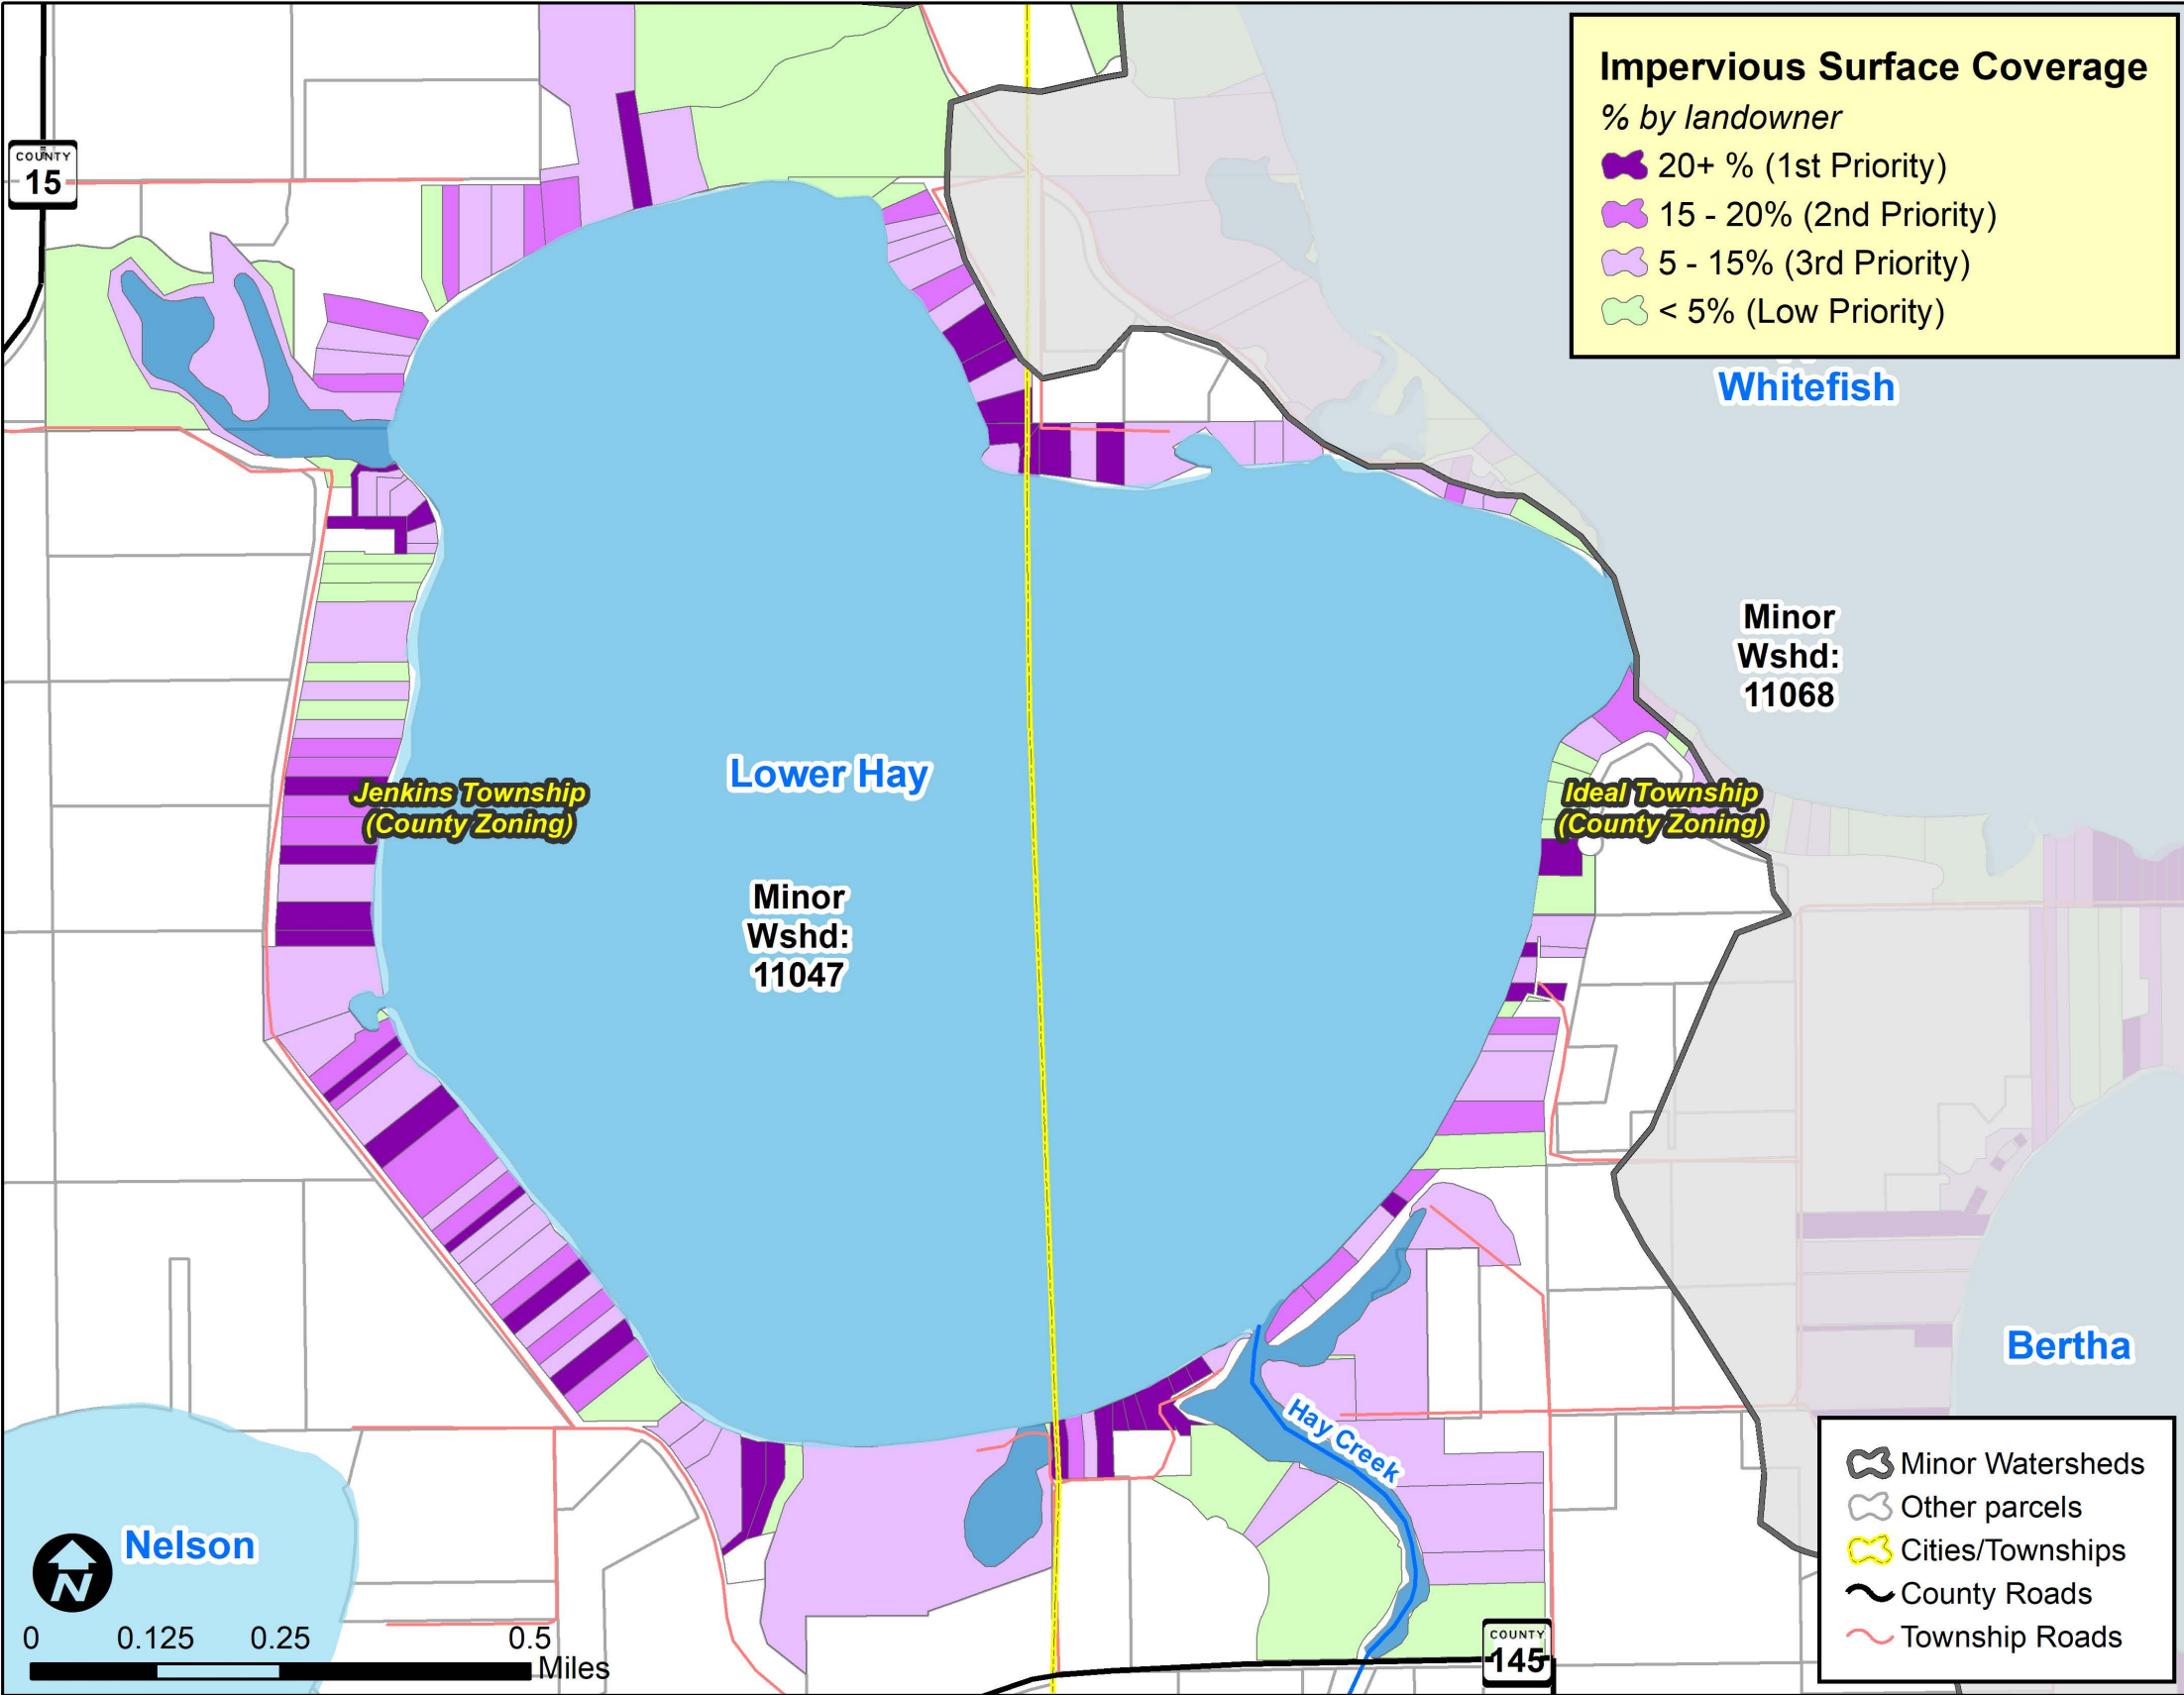 Impervious Surface Coverage
% by landowner
20+ % (1st Priority)
15 - 20% (2nd Priority)
5 - 15% (3rd Priority)
< 5% (Low Priority)
COUNTY
15
Whitefish
Minor
Wshd:
11068
Lower Hay
Jenkins Township
(County Zoning)
Ideal Township
(County Zoning)
Minor
Wshd:
11047
Bertha
Hay Creek
Nelson
N
0 0.125 0.25 0.5
Miles
COUNTY
145
Minor Watersheds
Other parcels
Cities/Townships
County Roads
Township Roads